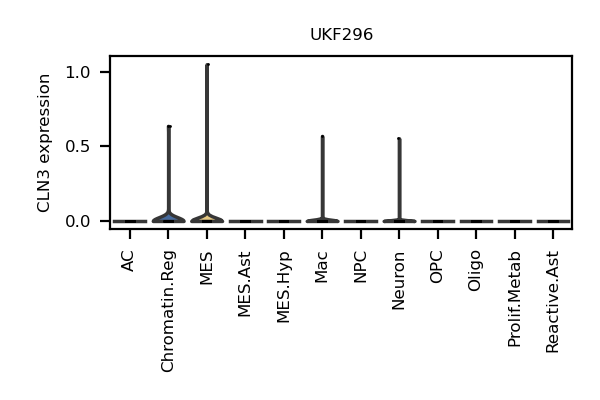 UKF296
CLN3 expression
1.0
0.5
0.0
AC
Chromatin.Reg
MES
MES.Ast
MES.Hyp
Mac
NPC
Neuron
OPC
Oligo
Prolif.Metab
Reactive.Ast